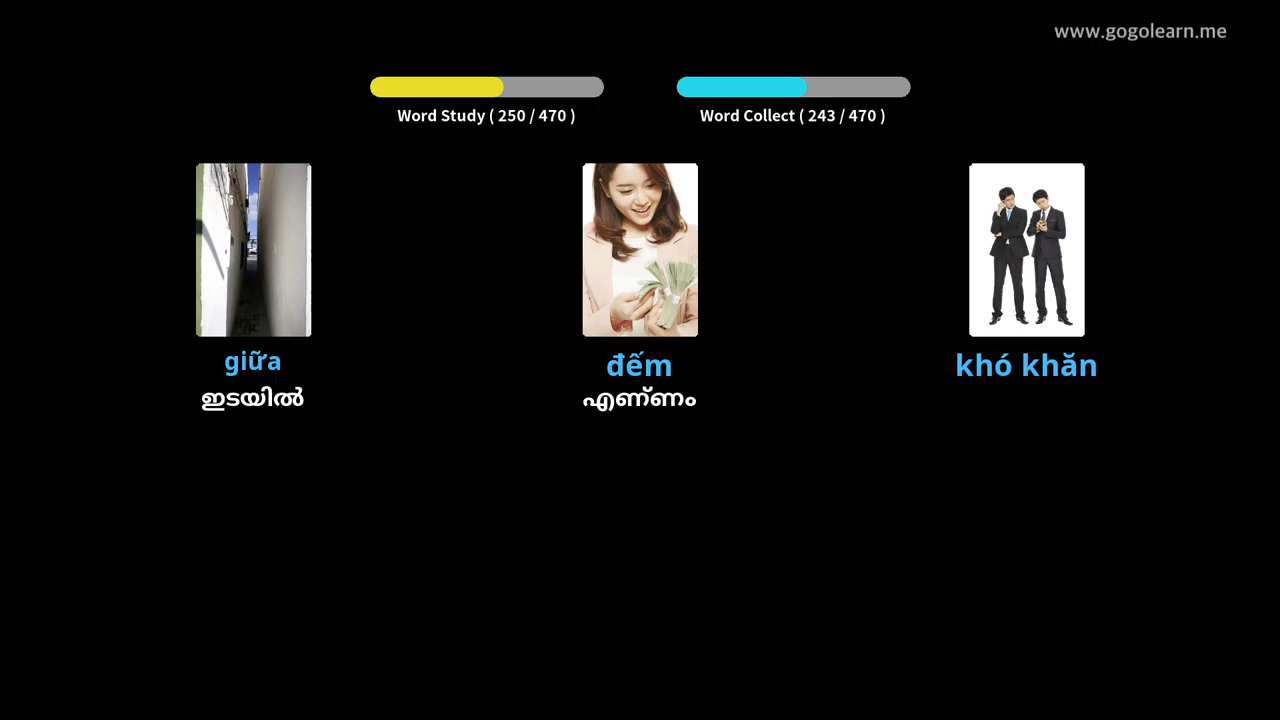 www.gogolearn.me
Word Study ( 250 / 470 )
Word Collect ( 243 / 470 )
giữa
đếm
khó khăn
ഇടയിൽ
എണ്ണം